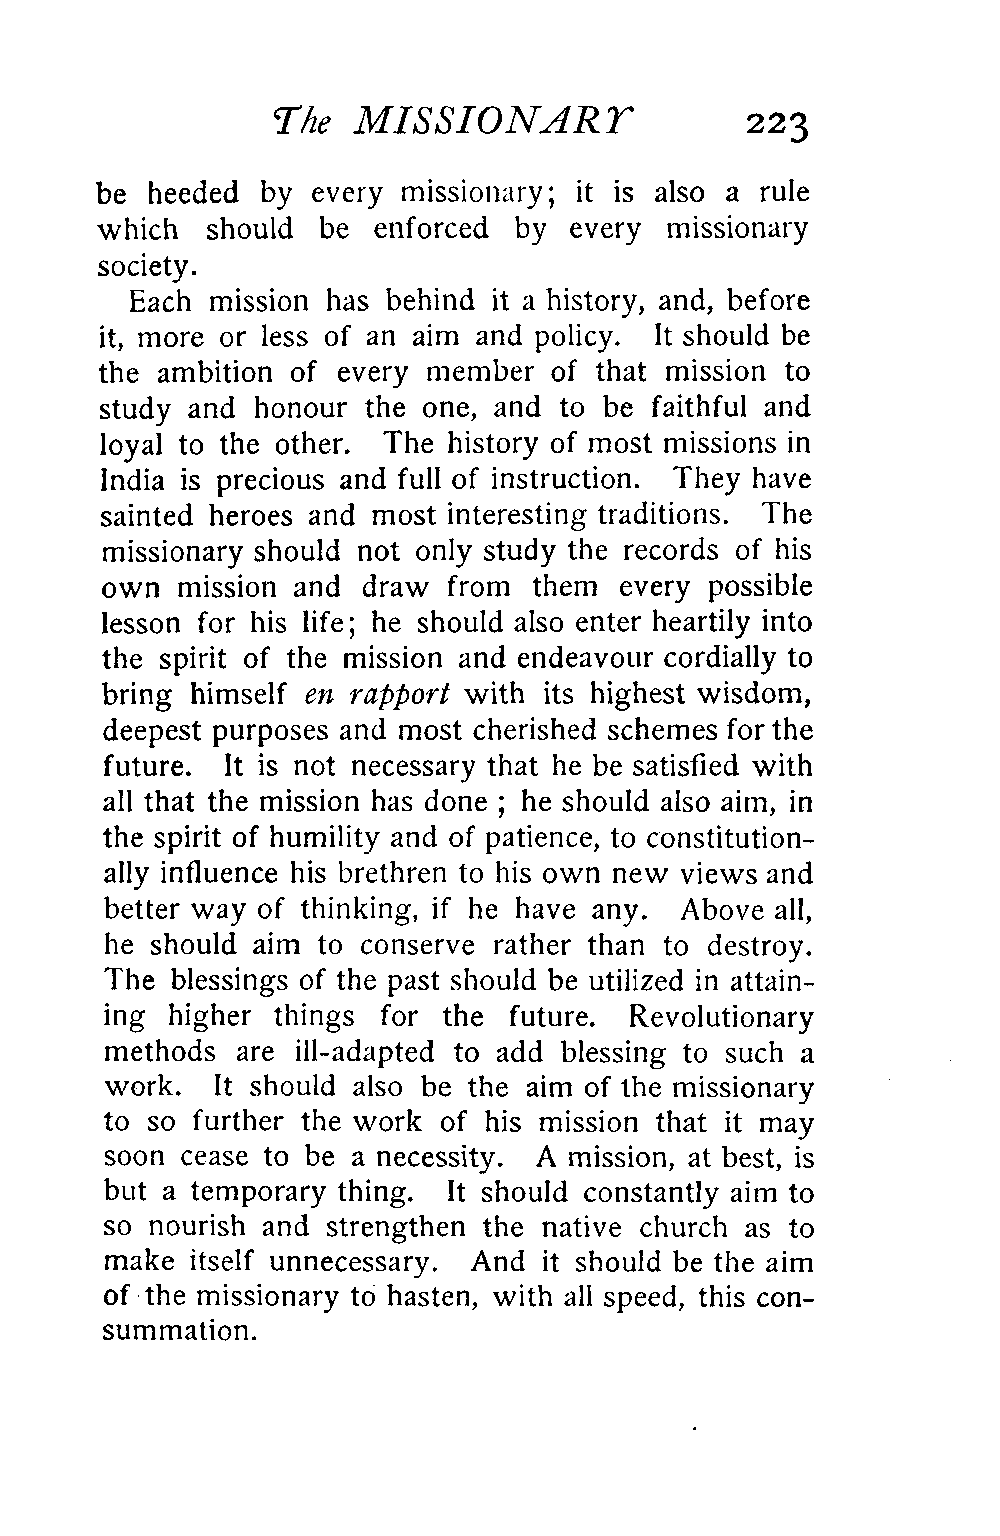 The MISSIONARY 223
be heeded by every missionary; it is also a rule
which should be enforced by every missionary
society.
Each mission has behind it a history, and, before
it, more or less of an aim and policy. It should be
the ambition of every member of that mission to
study and honour the one, and to be faithful and
loyal to the other. The history of most missions in
India is precious and full of instruction. They have
sainted heroes and most interesting traditions. The
missionary should not only study the records of his
own mission and draw from them every possible
lesson for his life; he should also enter heartily into
the spirit of the mission and endeavour cordially to
bring himself en rapport with its highest wisdom,
deepest purposes and most cherished schemes for the
future. It is not necessary that he be satisfied with
all that the mission has done ; he should also aim, in
the spirit of humility and of patience, to constitution-
ally influence his brethren to his own new views and
better way of thinking, if he have any. Above all,
he should aim to conserve rather than to destroy.
The blessings of the past should be utilized in attain-
ing higher things for the future. Revolutionary
methods are ill-adapted to add blessing to such a
work. It should also be the aim of the missionary
to so further the work of his mission that it may
soon cease to be a necessity. A mission, at best, is
but a temporary thing. It should constantly aim to
so nourish and strengthen the native church as to
make itself unnecessary. And it should be the aim
of the missionary to hasten, with all speed, this con-
summation.